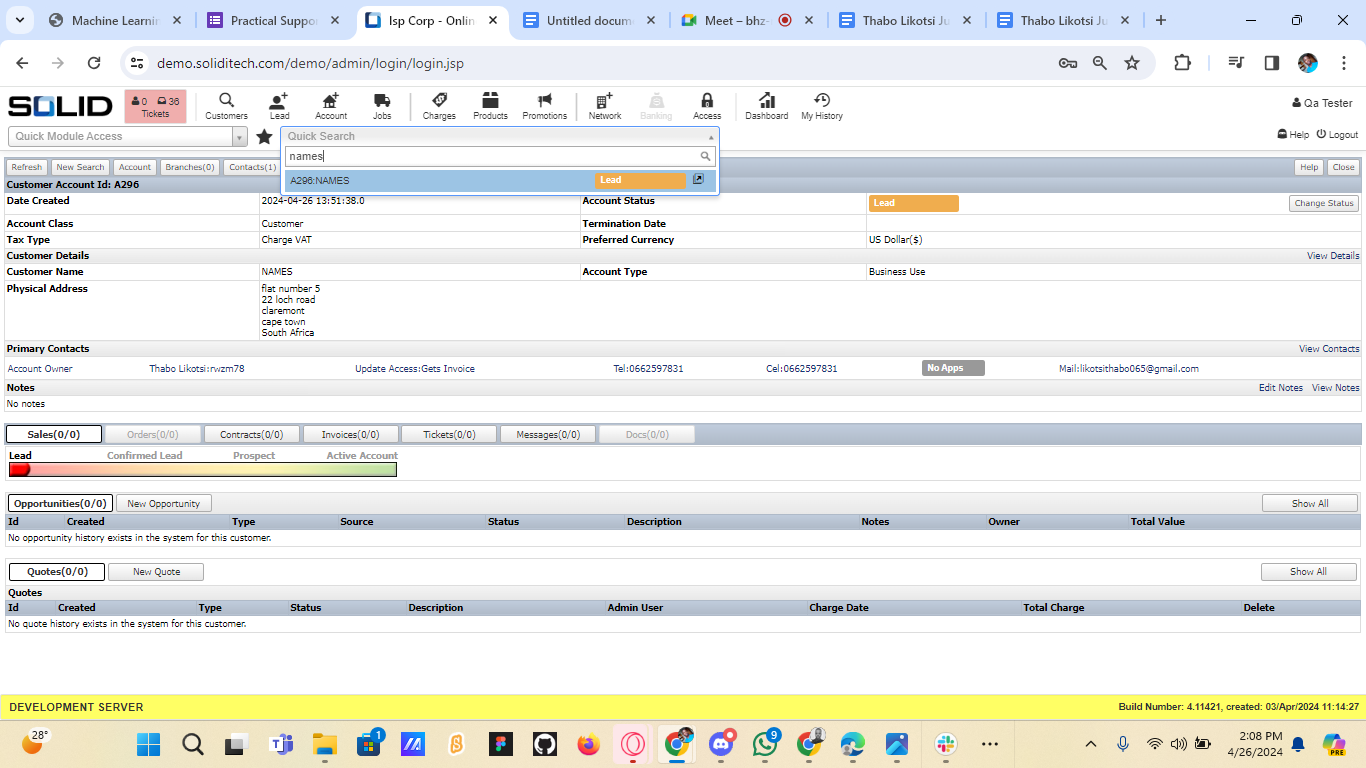 Machine Learnin
Practical Suppo
Isp Corp - Onlin
Untitled docum
Meet – bhz-
Thabo Likotsi Ju
Thabo Likotsi Ju
demo.soliditech.com/demo/admin/login/login.jsp
SOLID
0 36
Tickets
Customers
Lead
Account
Jobs
Charges
Products
Promotions
Network
Banking
Access
Dashboard
My History
Qa Tester
Quick Module Access
Quick Search
Help Logout
names
A296:NAMES Lead
Refresh New Search Account Branches(0) Contacts(1) Help Close
Customer Account Id: A296
Date Created 2024-04-26 13:51:38.0 Account Status Lead Change Status
Account Class Customer Termination Date
Tax Type Charge VAT Preferred Currency US Dollar($)
Customer Details View Details
Customer Name NAMES Account Type Business Use
Physical Address flat number 5
22 loch road
claremont
cape town
South Africa
Primary Contacts View Contacts
Account Owner Thabo Likotsi:rwzm78 Update Access:Gets Invoice Tel:0662597831 Cel:0662597831 No Apps Mail:likotsithabo065@gmail.com
Notes Edit Notes View Notes
No notes
Sales(0/0) Orders(0/0) Contracts(0/0) Invoices(0/0) Tickets(0/0) Messages(0/0) Docs(0/0)
Lead Confirmed Lead Prospect Active Account
Opportunities(0/0) New Opportunity Show All
Id Created Type Source Status Description Notes Owner Total Value
No opportunity history exists in the system for this customer.
Quotes(0/0) New Quote Show All
Quotes
Id Created Type Status Description Admin User Charge Date Total Charge Delete
No quote history exists in the system for this customer.
DEVELOPMENT SERVER Build Number: 4.11421, created: 03/Apr/2024 11:14:27
28°
1
9
2:08 PM
4/26/2024
PRE